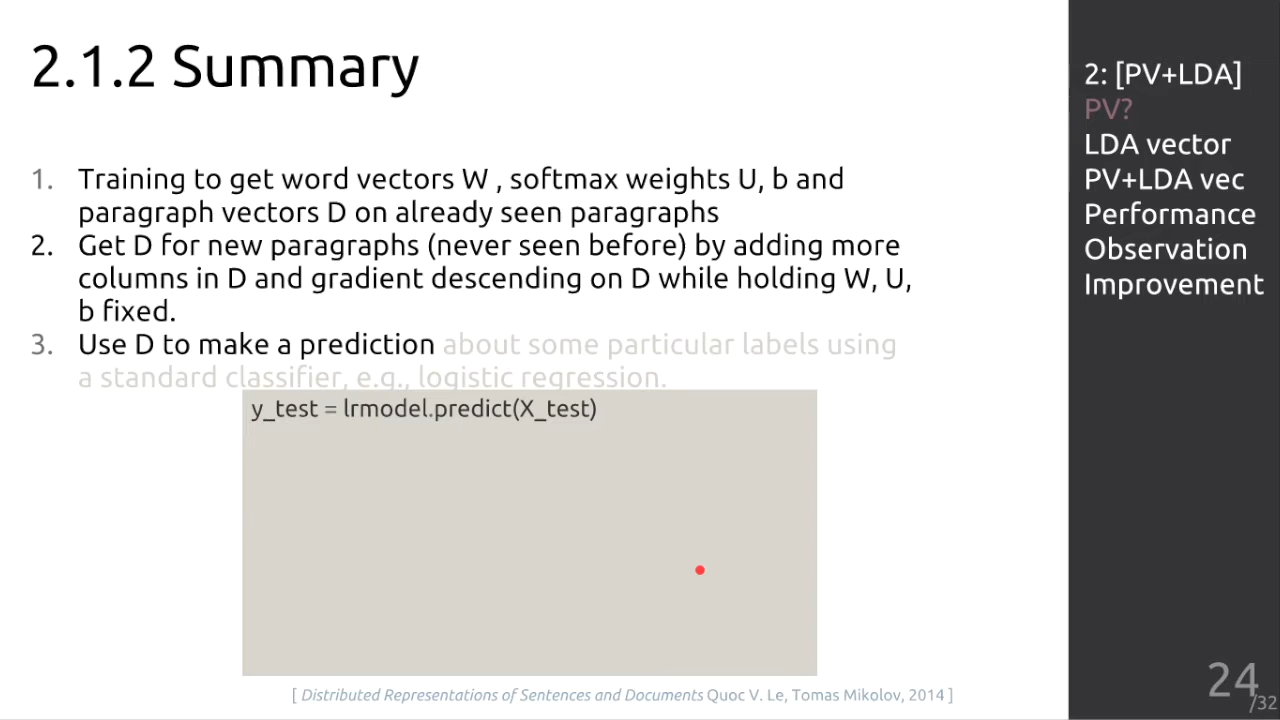 2.1.2 Summary
1. Training to get word vectors W , softmax weights U, b and
paragraph vectors D on already seen paragraphs
2. Get D for new paragraphs (never seen before) by adding more
columns in D and gradient descending on D while holding W, U,
b fixed.
3. Use D to make a prediction about some particular labels using
a standard classifier, e.g., logistic regression.
y_test = lrmodel.predict(X_test)
[ Distributed Representations of Sentences and Documents Quoc V. Le, Tomas Mikolov, 2014 ]
2: [PV+LDA]
PV?
LDA vector
PV+LDA vec
Performance
Observation
Improvement
24/32